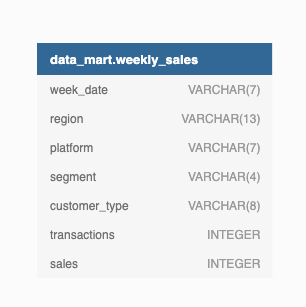 data_mart.weekly_sales
week_date VARCHAR(7)
region VARCHAR(13)
platform VARCHAR(7)
segment VARCHAR(4)
customer_type VARCHAR(8)
transactions INTEGER
sales INTEGER